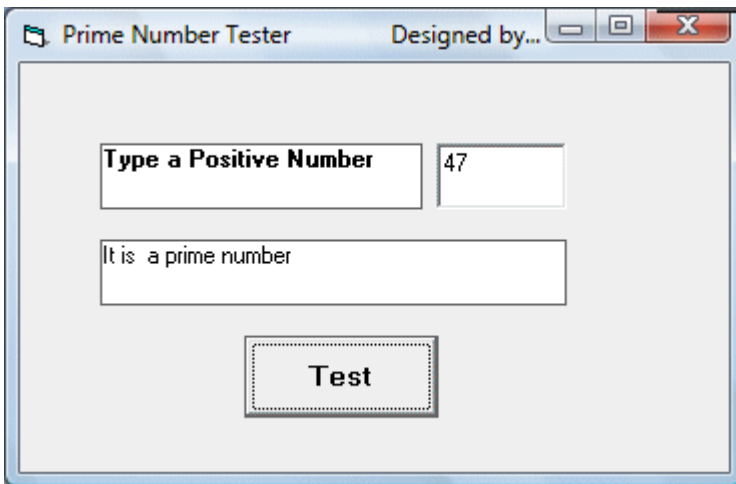 Prime Number Tester Designed by...
Type a Positive Number 47
It is  a prime number
Test